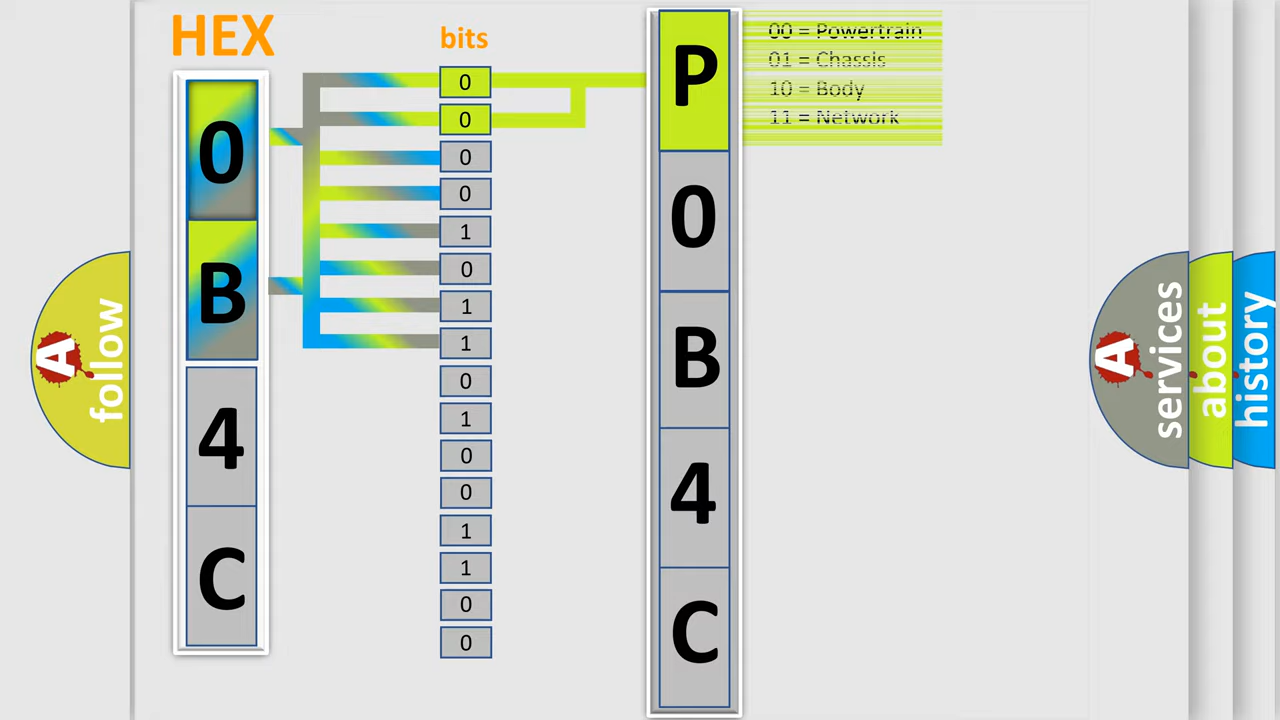 HEX
bits
0
B
4
C
0
0
0
0
1
0
1
1
0
1
0
0
1
1
0
0
P
0
B
4
C
00 = Powertrain
01 = Chassis
10 = Body
11 = Network
A
follow
A
services
about
history